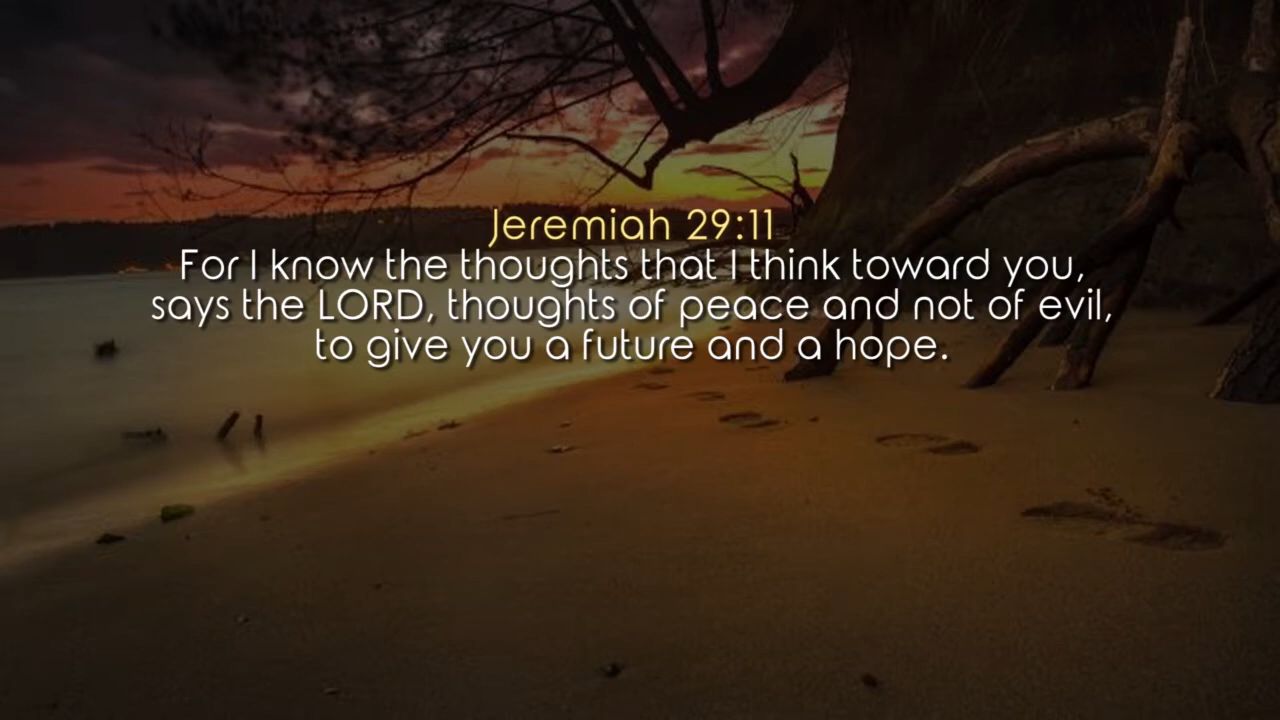 Jeremiah 29:11
For I know the thoughts that I think toward you,
says the LORD, thoughts of peace and not of evil,
to give you a future and a hope.